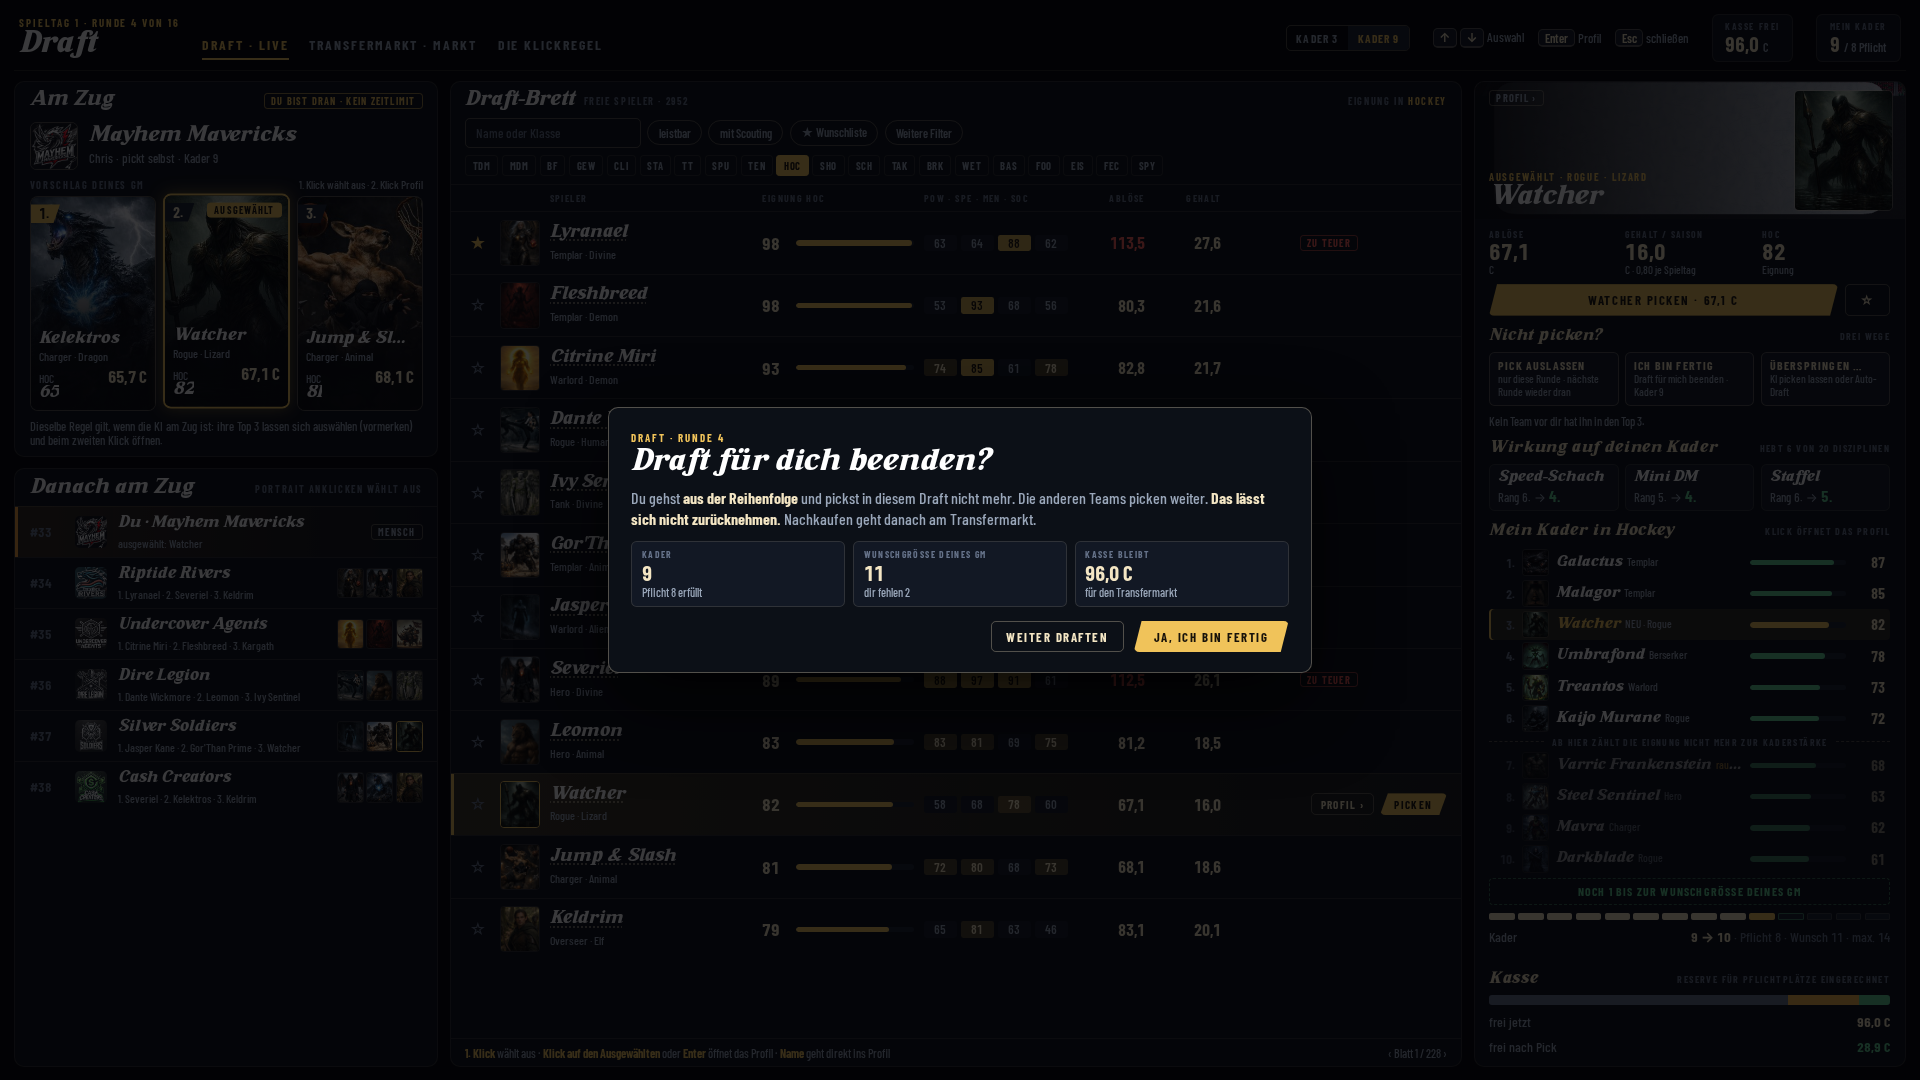 SPIELTAG 1 · RUNDE 4 VON 16
Draft
DRAFT · LIVE
TRANSFERMARKT · MARKT
DIE KLICKREGEL
KADER 3
KADER 9
↑ ↓ Auswahl
Enter Profil
Esc schließen
KASSE FREI
96,0 C
MEIN KADER
9 / 8 Pflicht
Am Zug
DU BIST DRAN · KEIN ZEITLIMIT
Mayhem Mavericks
Chris · pickt selbst · Kader 9
VORSCHLAG DEINES GM
1. Klick wählt aus · 2. Klick Profil
1.
Kelektros
Charger · Dragon
HOC
65
65,7 C
2.
AUSGEWÄHLT
Watcher
Rogue · Lizard
HOC
82
67,1 C
3.
Jump & Sl...
Charger · Animal
HOC
81
68,1 C
Dieselbe Regel gilt, wenn die KI am Zug ist: ihre Top 3 lassen sich auswählen (vormerken)
und beim zweiten Klick öffnen.
Danach am Zug
PORTRAIT ANKLICKEN WÄHLT AUS
#33
Du · Mayhem Mavericks
ausgewählt: Watcher
MENSCH
#34
Riptide Rivers
1. Lyranael · 2. Severiel · 3. Keldrim
#35
Undercover Agents
1. Citrine Miri · 2. Fleshbreed · 3. Kargath
#36
Dire Legion
1. Dante Wickmore · 2. Leomon · 3. Ivy Sentinel
#37
Silver Soldiers
1. Jasper Kane · 2. Gor'Than Prime · 3. Watcher
#38
Cash Creators
1. Severiel · 2. Kelektros · 3. Keldrim
Draft-Brett
FREIE SPIELER · 2052
EIGNUNG IN HOCKEY
Name oder Klasse
leistbar
mit Scouting
★ Wunschliste
Weitere Filter
TDM MDM BF GEW CLI STA TT SPU TEN HOC SHO SCH TAK BRK WET DAS FOO EIS FEC SPY
SPIELER
EIGNUNG HOC
POW · SPE · MEN · SOC
ABLÖSE
GEHALT
Lyranael
Templar · Divine
98
63 64 88 62
113,5
27,6
ZU TEUER
Fleshbreed
Templar · Demon
98
53 93 68 56
80,3
21,6
Citrine Miri
Warlord · Demon
93
74 85 61 78
82,8
21,7
Dante
Rogue · Human
Ivy Sen
Tank · Divine
Gor'Th
Templar · Anim
Jasper
Warlord · Alien
Severie
Hero · Divine
89
88 97 91 61
112,5
26,1
ZU TEUER
Leomon
Hero · Animal
83
83 81 69 75
81,2
18,5
Watcher
Rogue · Lizard
82
58 68 78 60
67,1
16,0
PROFIL ›
PICKEN
Jump & Slash
Charger · Animal
81
72 80 68 73
68,1
18,6
Keldrim
Overseer · Elf
79
65 81 63 46
83,1
20,1
1. Klick wählt aus · Klick auf den Ausgewählten oder Enter öffnet das Profil · Name geht direkt ins Profil
‹ Blatt 1 / 228 ›
DRAFT · RUNDE 4
Draft für dich beenden?
Du gehst aus der Reihenfolge und pickst in diesem Draft nicht mehr. Die anderen Teams picken weiter. Das lässt
sich nicht zurücknehmen. Nachkaufen geht danach am Transfermarkt.
KADER
9
Pflicht 8 erfüllt
WUNSCHGRÖSSE DEINES GM
11
dir fehlen 2
KASSE BLEIBT
96,0 C
für den Transfermarkt
WEITER DRAFTEN
JA, ICH BIN FERTIG
PROFIL ›
AUSGEWÄHLT · ROGUE · LIZARD
Watcher
ABLÖSE
67,1
C
GEHALT / SAISON
16,0
C · 0,80 je Spieltag
HOC
82
Eignung
WATCHER PICKEN · 67,1 C
☆
Nicht picken?
DREI WEGE
PICK AUSLASSEN
nur diese Runde · nächste
Runde wieder dran
ICH BIN FERTIG
Draft für mich beenden ·
Kader 9
ÜBERSPRINGEN ...
KI picken lassen oder Auto-
Draft
Kein Team vor dir hat ihn in den Top 3.
Wirkung auf deinen Kader
HEBT 6 VON 20 DISZIPLINEN
Speed-Schach
Rang 6. → 4.
Mini DM
Rang 5. → 4.
Staffel
Rang 6. → 5.
Mein Kader in Hockey
KLICK ÖFFNET DAS PROFIL
1. Galactus Templar 87
2. Malagor Templar 85
3. Watcher NEU · Rogue 82
4. Umbrafond Berserker 78
5. Treantos Warlord 73
6. Kaijo Murane Rogue 72
AB HIER ZÄHLT DIE EIGNUNG NICHT MEHR ZUR KADERSTÄRKE
7. Varric Frankenstein 68
8. Steel Sentinel Hero 63
9. Mavra Charger 62
10. Darkblade Rogue 61
NOCH 1 BIS ZUR WUNSCHGRÖSSE DEINES GM
Kader
9 → 10 · Pflicht 8 · Wunsch 11 · max. 14
Kasse
RESERVE FÜR PFLICHTPLÄTZE EINGERECHNET
frei jetzt
96,0 C
frei nach Pick
28,9 C